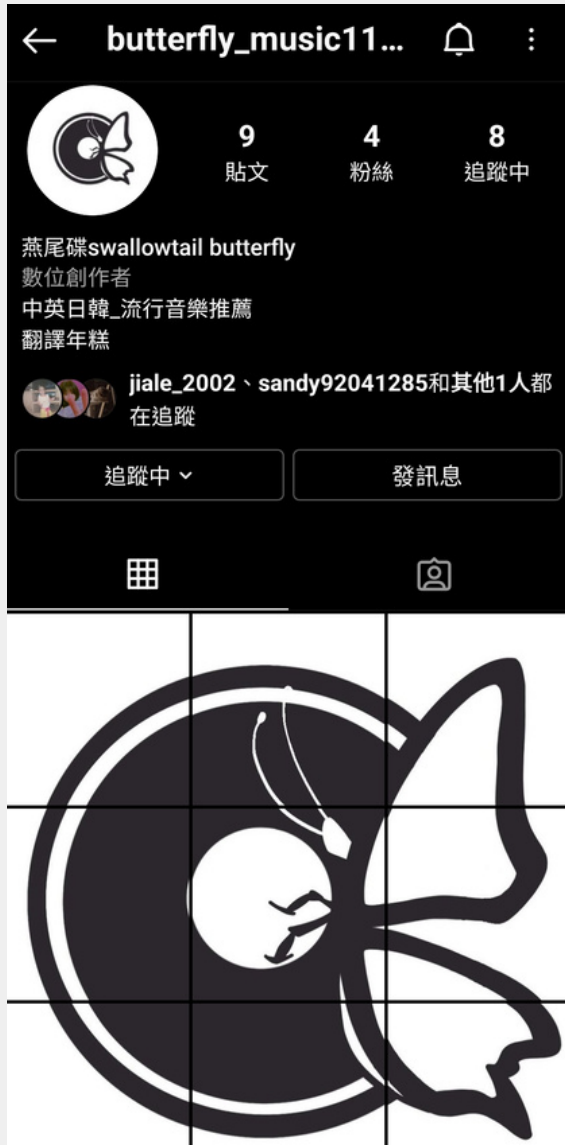 butterfly_music11...
9
4
8
貼文
粉絲
追蹤中
燕尾碟swallowtail butterfly
數位創作者
中英日韓_流行音樂推薦
翻譯年糕
jiale_2002、sandy92041285和其他1人都
在追蹤
追蹤中
發訊息